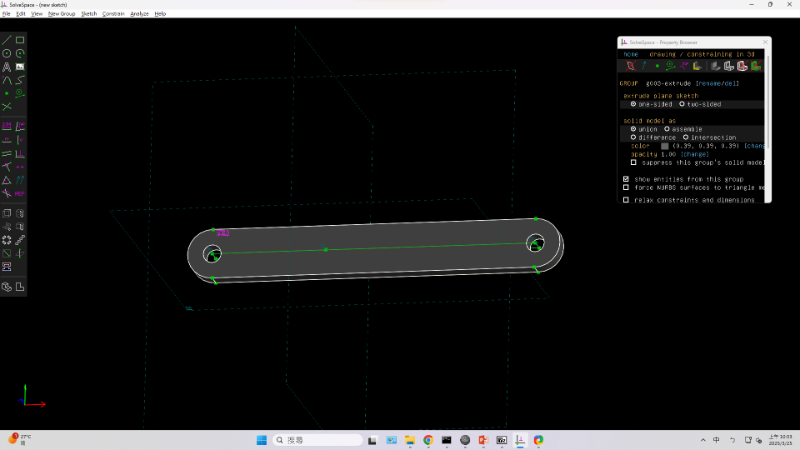 SolveSpace - (new sketch)
File Edit View New Group Sketch Constrain Analyze Help
SolveSpace - Property Browser
home drawing / constraining in 3d
GROUP g003-extrude [rename/del]
extrude plane sketch
one-sided two-sided
solid model as
union assemble
difference intersection
color (0.39, 0.39, 0.39) [chang
opacity 1.00 [change]
suppress this group's solid model
show entities from this group
force NURBS surfaces to triangle m
relax constraints and dimensions
27°C
搜尋
中
上午 10:03
2025/3/25